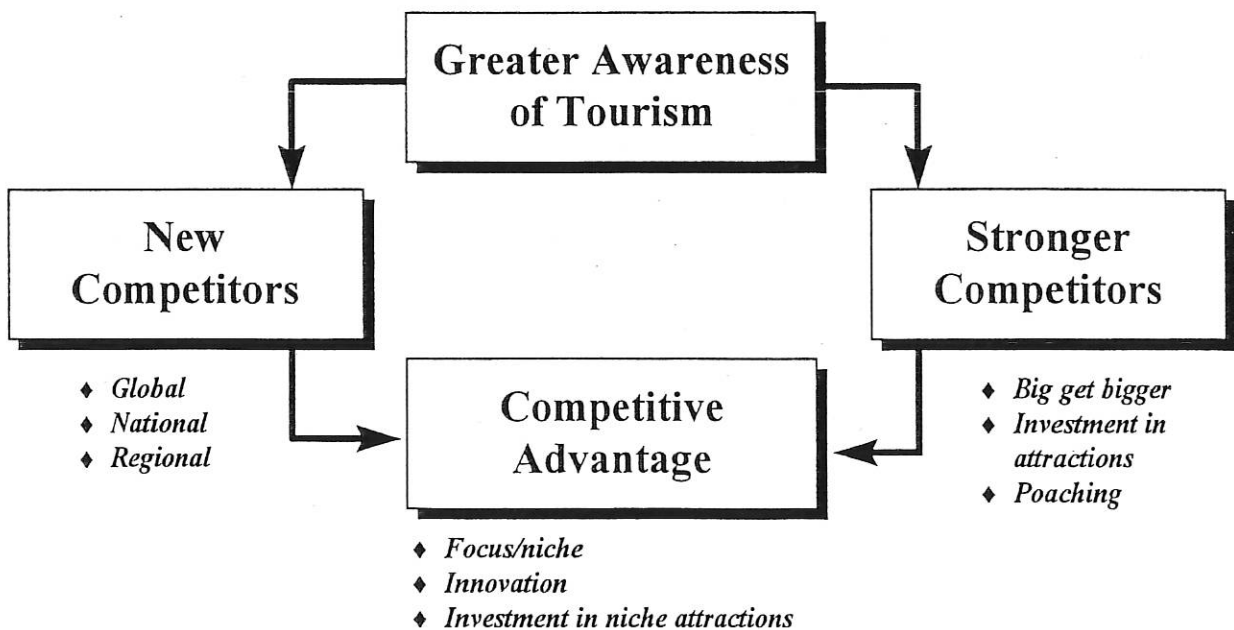 Greater Awareness
of Tourism
New
Competitors
Stronger
Competitors
♦ Global
♦ National
♦ Regional
Competitive
Advantage
♦ Big get bigger
♦ Investment in
attractions
♦ Poaching
♦ Focus/niche
♦ Innovation
♦ Investment in niche attractions